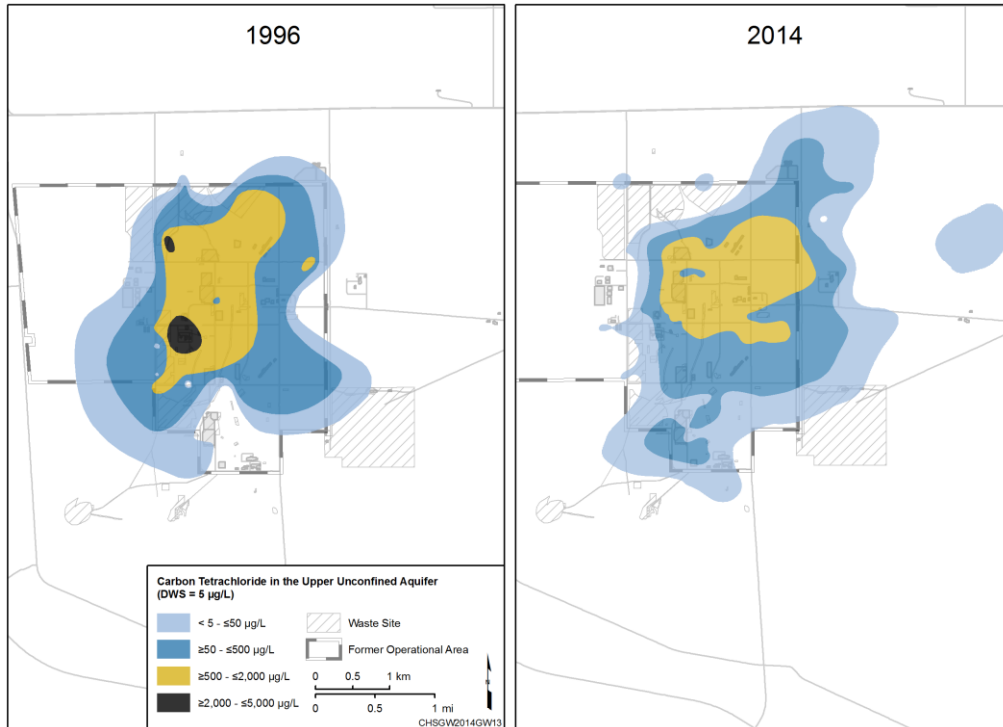 1996
2014
Carbon Tetrachloride in the Upper Unconfined Aquifer
(DWS = 5 µg/L)
< 5 - ≤50 µg/L
Waste Site
≥50 - ≤500 µg/L
Former Operational Area
≥500 - ≤2,000 µg/L
0 0.5 1 km
≥2,000 - ≤5,000 µg/L
0 0.5 1 mi
CHSGW2014GW13